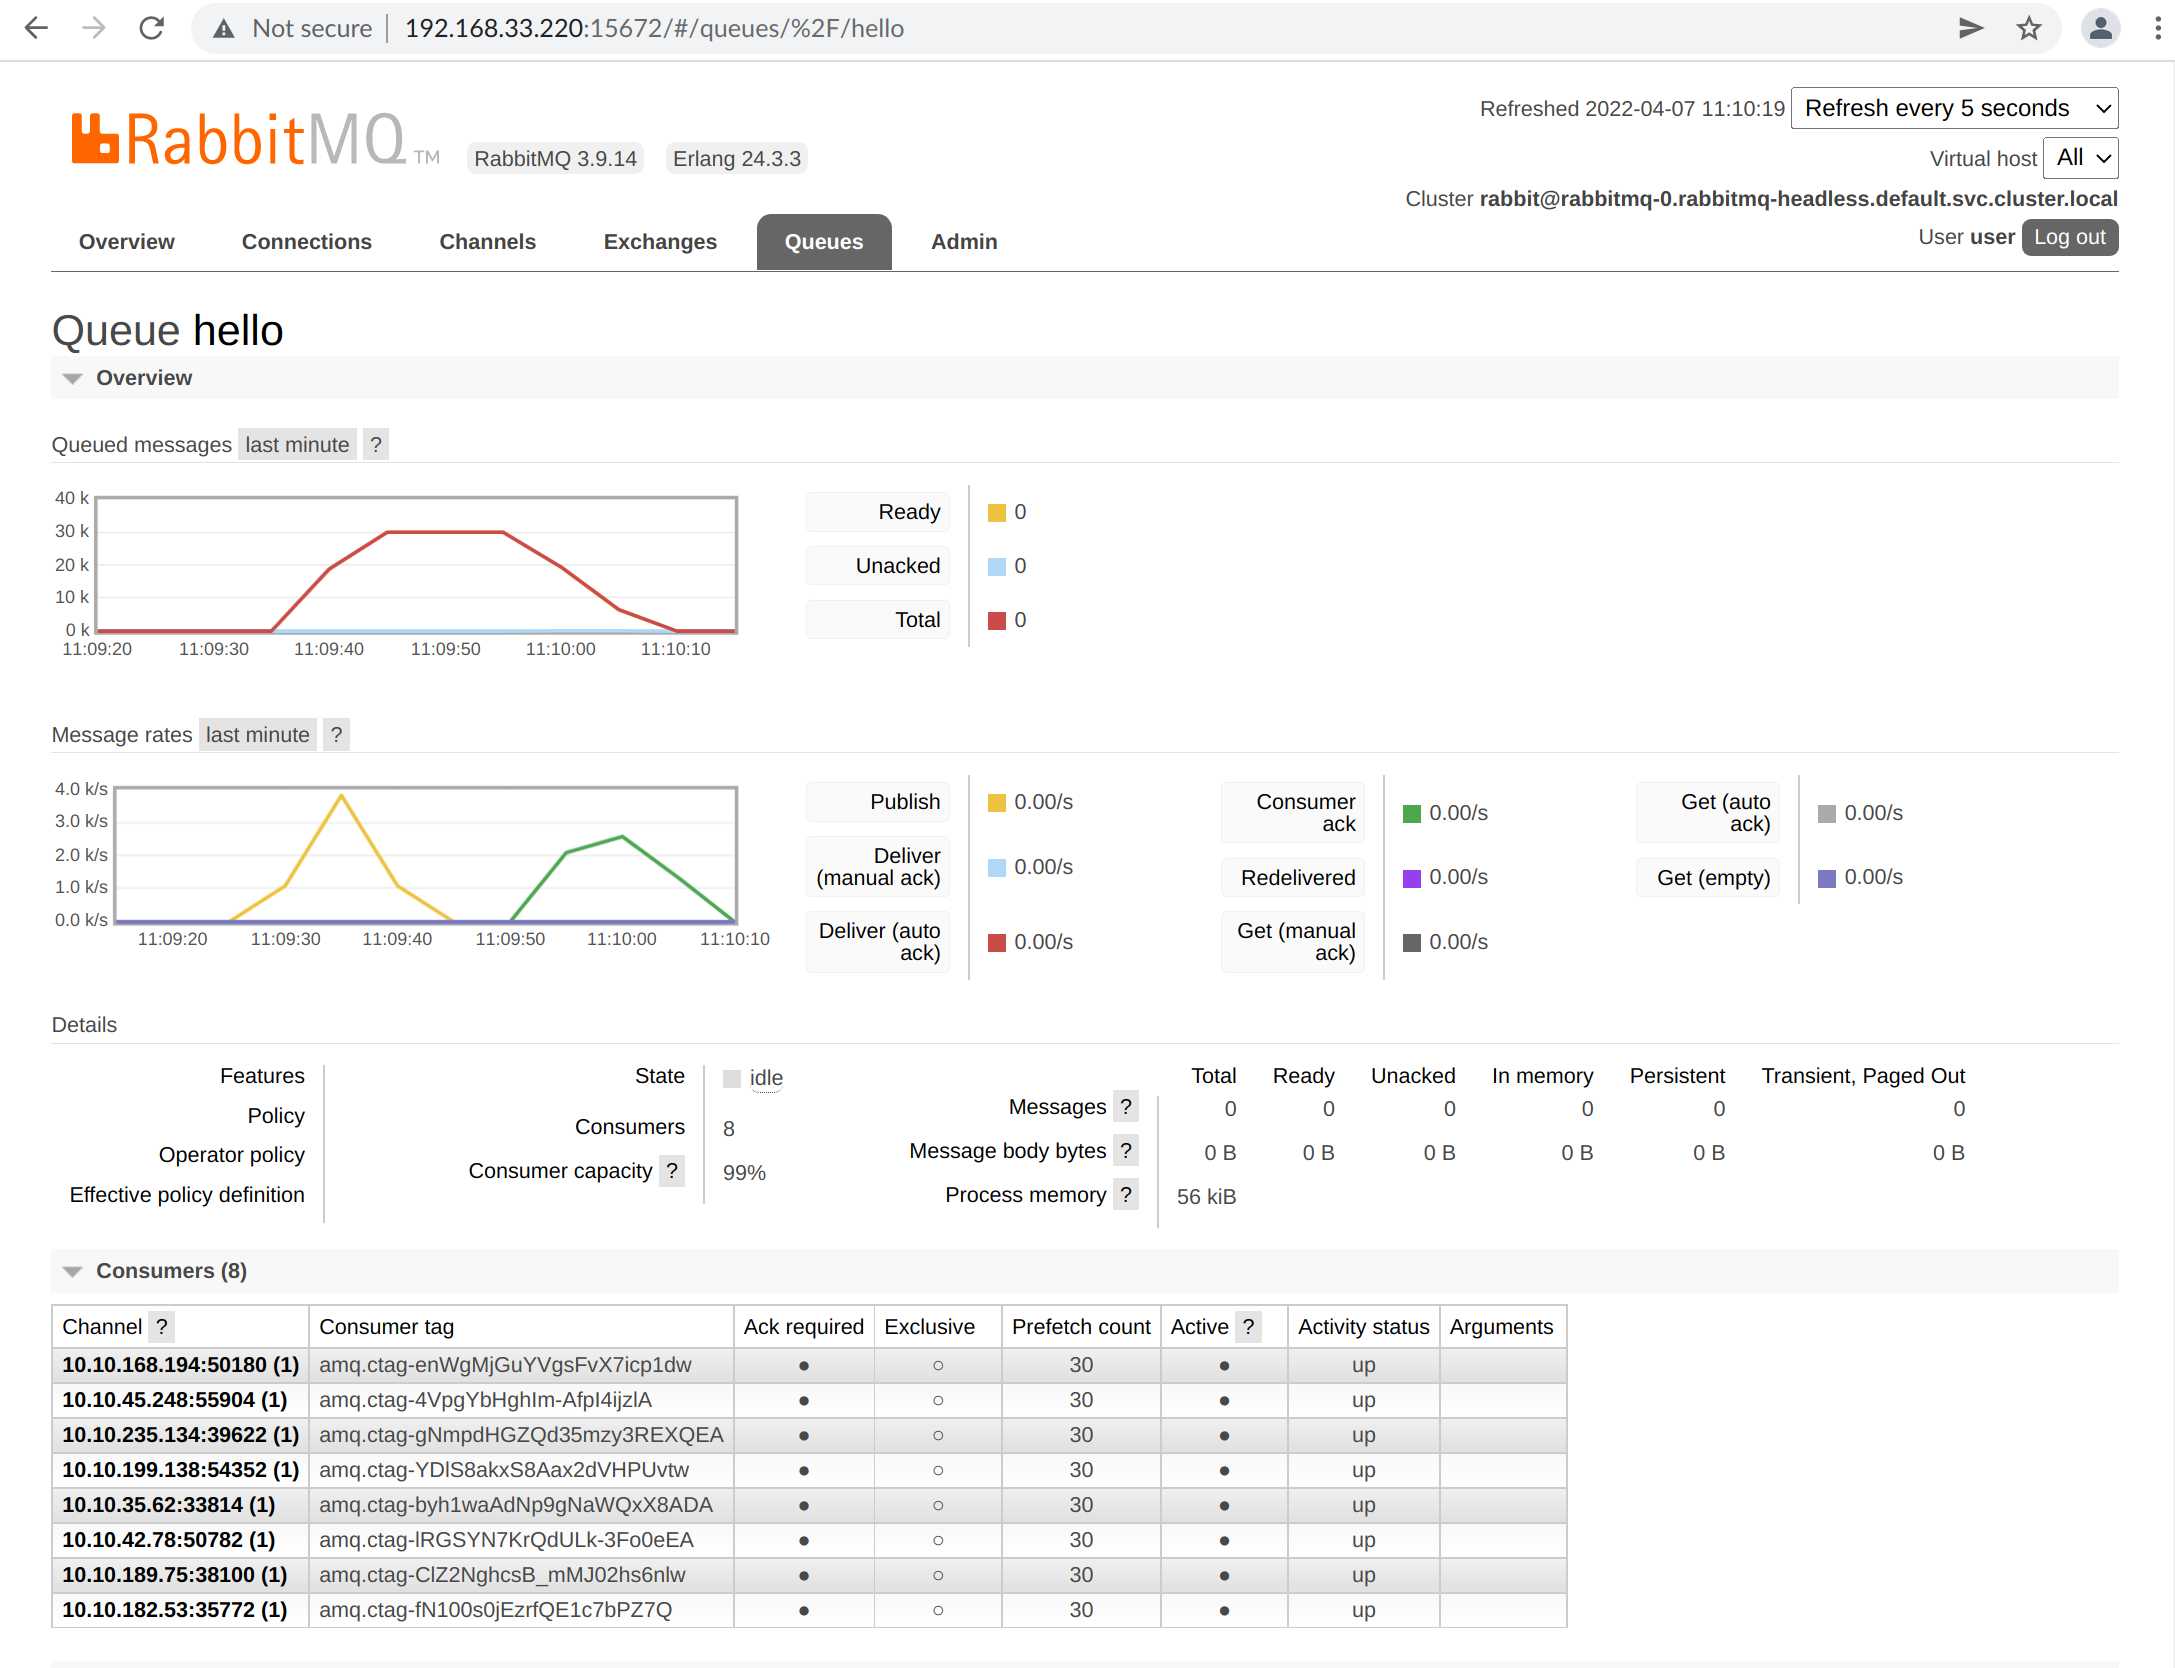 Not secure | 192.168.33.220:15672/#/queues/%2F/hello
Refreshed 2022-04-07 11:10:19 Refresh every 5 seconds
RabbitMQ TM RabbitMQ 3.9.14 Erlang 24.3.3
Virtual host All
Cluster rabbit@rabbitmq-0.rabbitmq-headless.default.svc.cluster.local
User user Log out
Overview Connections Channels Exchanges Queues Admin
Queue hello
Overview
Queued messages last minute ?
40 k
30 k
20 k
10 k
0 k
11:09:20 11:09:30 11:09:40 11:09:50 11:10:00 11:10:10
Ready 0
Unacked 0
Total 0
Message rates last minute ?
4.0 k/s
3.0 k/s
2.0 k/s
1.0 k/s
0.0 k/s
11:09:20 11:09:30 11:09:40 11:09:50 11:10:00 11:10:10
Publish 0.00/s
Deliver
(manual ack) 0.00/s
Deliver (auto
ack) 0.00/s
Consumer
ack 0.00/s
Redelivered 0.00/s
Get (manual
ack) 0.00/s
Get (auto
ack) 0.00/s
Get (empty) 0.00/s
Details
Features
Policy
Operator policy
Effective policy definition
State idle
Consumers 8
Consumer capacity ? 99%
Total Ready Unacked In memory Persistent Transient, Paged Out
Messages ? 0 0 0 0 0 0
Message body bytes ? 0 B 0 B 0 B 0 B 0 B 0 B
Process memory ? 56 kiB
Consumers (8)
Channel ? Consumer tag Ack required Exclusive Prefetch count Active ? Activity status Arguments
10.10.168.194:50180 (1) amq.ctag-enWgMjGuYVgsFvX7icp1dw ● ○ 30 ● up
10.10.45.248:55904 (1) amq.ctag-4VpgYbHghIm-AfpI4ijzlA ● ○ 30 ● up
10.10.235.134:39622 (1) amq.ctag-gNmpdHGZQd35mzy3REXQEA ● ○ 30 ● up
10.10.199.138:54352 (1) amq.ctag-YDlS8akxS8Aax2dVHPUvtw ● ○ 30 ● up
10.10.35.62:33814 (1) amq.ctag-byh1waAdNp9gNaWQxX8ADA ● ○ 30 ● up
10.10.42.78:50782 (1) amq.ctag-lRGSYN7KrQdULk-3Fo0eEA ● ○ 30 ● up
10.10.189.75:38100 (1) amq.ctag-ClZ2NghcsB_mMJ02hs6nlw ● ○ 30 ● up
10.10.182.53:35772 (1) amq.ctag-fN100s0jEzrfQE1c7bPZ7Q ● ○ 30 ● up